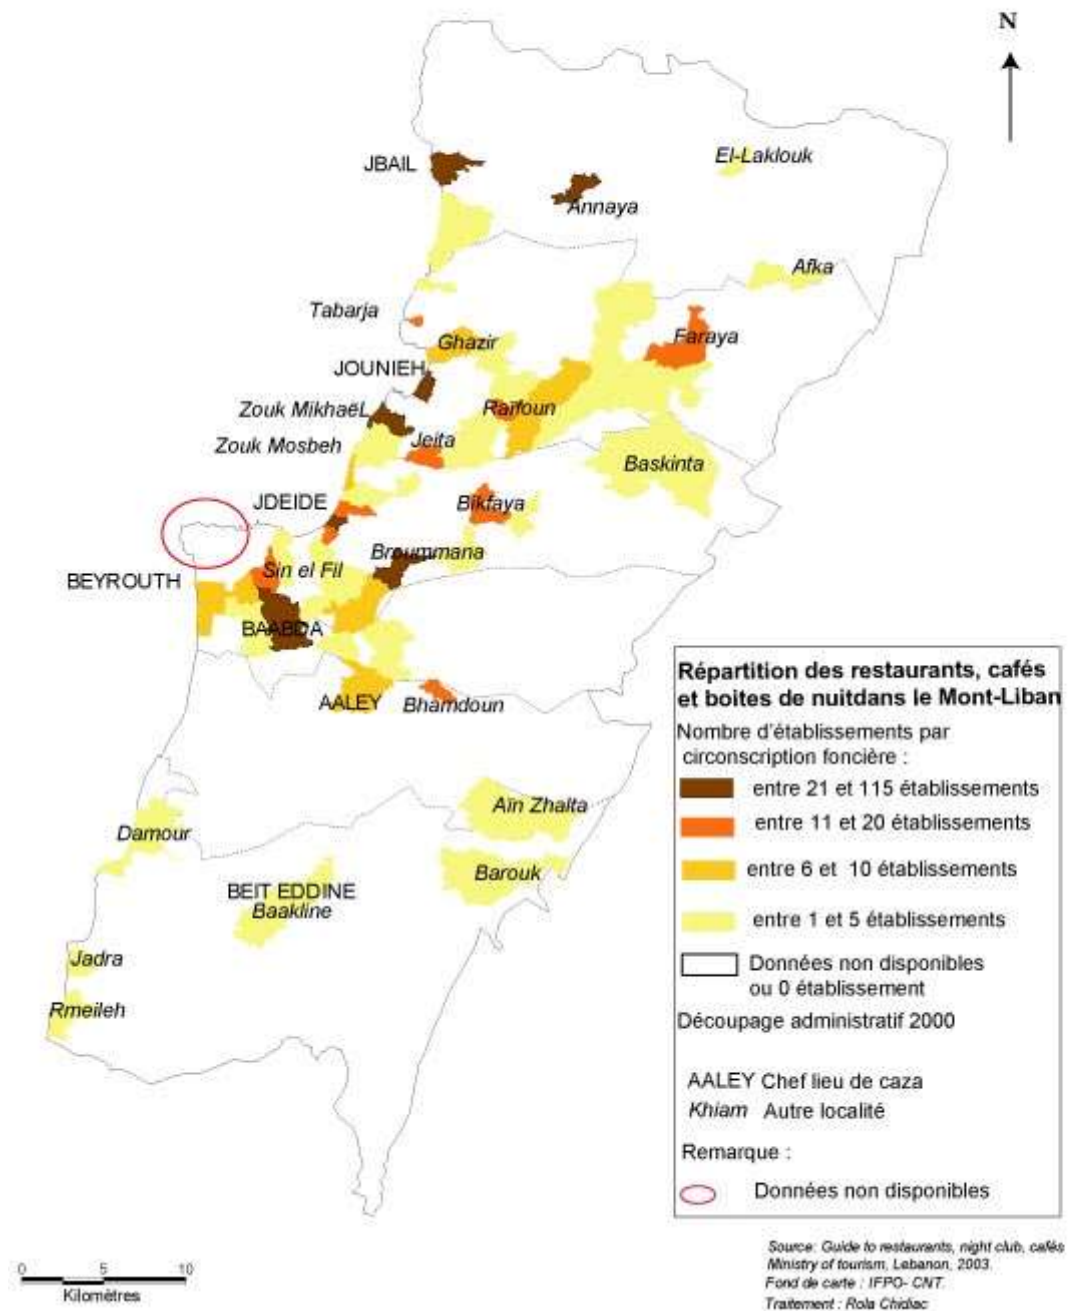 N
El-Laklouk
JBAIL
Annaya
Afka
Tabarja
Faraya
Ghazir
JOUNIEH
Zouk Mikhaël
Raïfoun
Jeita
Zouk Mosbeh
Baskinta
JDEIDE
Bikfaya
Broummana
Sin el Fil
BEYROUTH
BAABDA
AALEY
Bhamdoun
Aïn Zhalta
Damour
Barouk
BEIT EDDINE
Baakline
Jadra
Rmeileh
Répartition des restaurants, cafés
et boites de nuitdans le Mont-Liban
Nombre d'établissements par
circonscription foncière :
entre 21 et 115 établissements
entre 11 et 20 établissements
entre 6 et 10 établissements
entre 1 et 5 établissements
Données non disponibles
ou 0 établissement
Découpage administratif 2000
AALEY Chef lieu de caza
Khiam Autre localité
Remarque :
Données non disponibles
0 5 10
Kilomètres
Source: Guide to restaurants, night club, cafés
Ministry of tourism, Lebanon, 2003.
Fond de carte : IFPO- CNT.
Traitement : Rola Chidiac